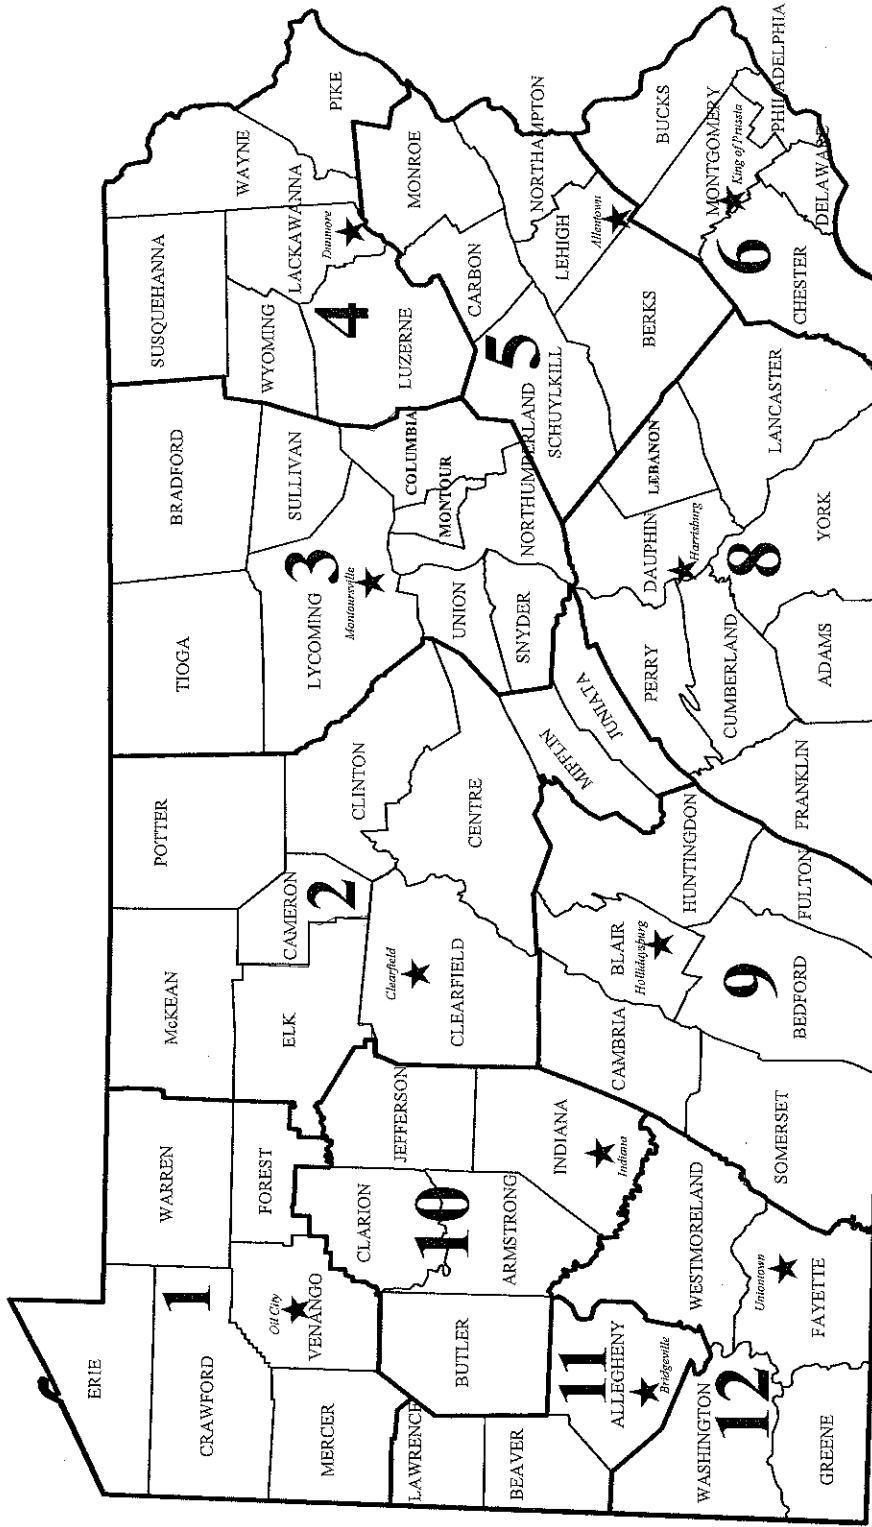 ERIE
CRAWFORD
1
WARREN
FOREST
Oil City
VENANGO
MERCER
McKEAN
POTTER
ELK
CAMERON
2
CLINTON
Clearfield
CLEARFIELD
CENTRE
MIFFLIN
JUNIATA
TIOGA
BRADFORD
SULLIVAN
3
LYCOMING
Montoursville
COLUMBIA
MONTOUR
UNION
SNYDER
NORTHUMBERLAND
SUSQUEHANNA
WAYNE
WYOMING
LACKAWANNA
Dunmore
PIKE
4
LUZERNE
MONROE
CARBON
5
SCHUYLKILL
NORTHAMPTON
LEHIGH
Allentown
BERKS
BUCKS
MONTGOMERY
King of Prussia
PHILADELPHIA
DELAWARE
6
CHESTER
LEBANON
LANCASTER
DAUPHIN
Harrisburg
8
YORK
PERRY
CUMBERLAND
ADAMS
FRANKLIN
HUNTINGDON
FULTON
BLAIR
Hollidaysburg
9
BEDFORD
CAMBRIA
SOMERSET
JEFFERSON
CLARION
10
ARMSTRONG
INDIANA
Indiana
BUTLER
LAWRENCE
BEAVER
11
ALLEGHENY
Bridgeville
WESTMORELAND
Uniontown
FAYETTE
WASHINGTON
12
GREENE